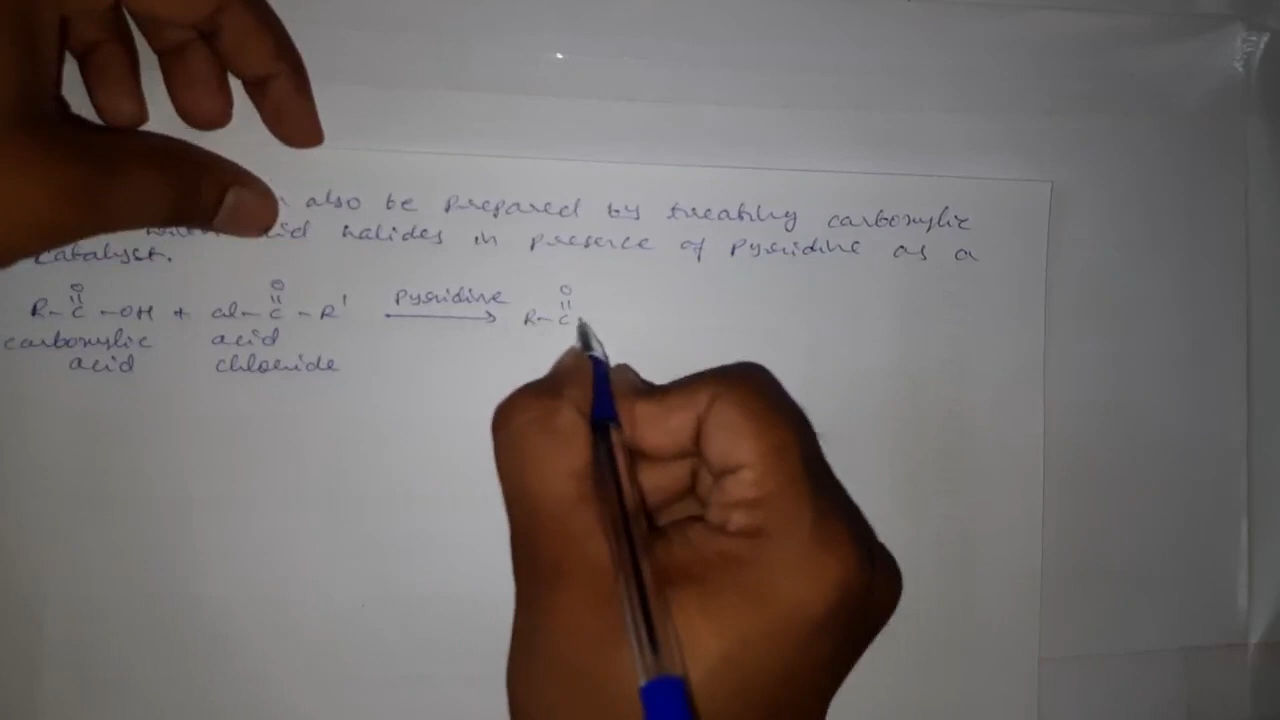 also be prepared by treating carboxylic
acid halides in presence of pyridine as a
catalyst.
O O O
R-C-OH + Cl-C-R' Pyridine R-C
carboxylic acid
acid chloride